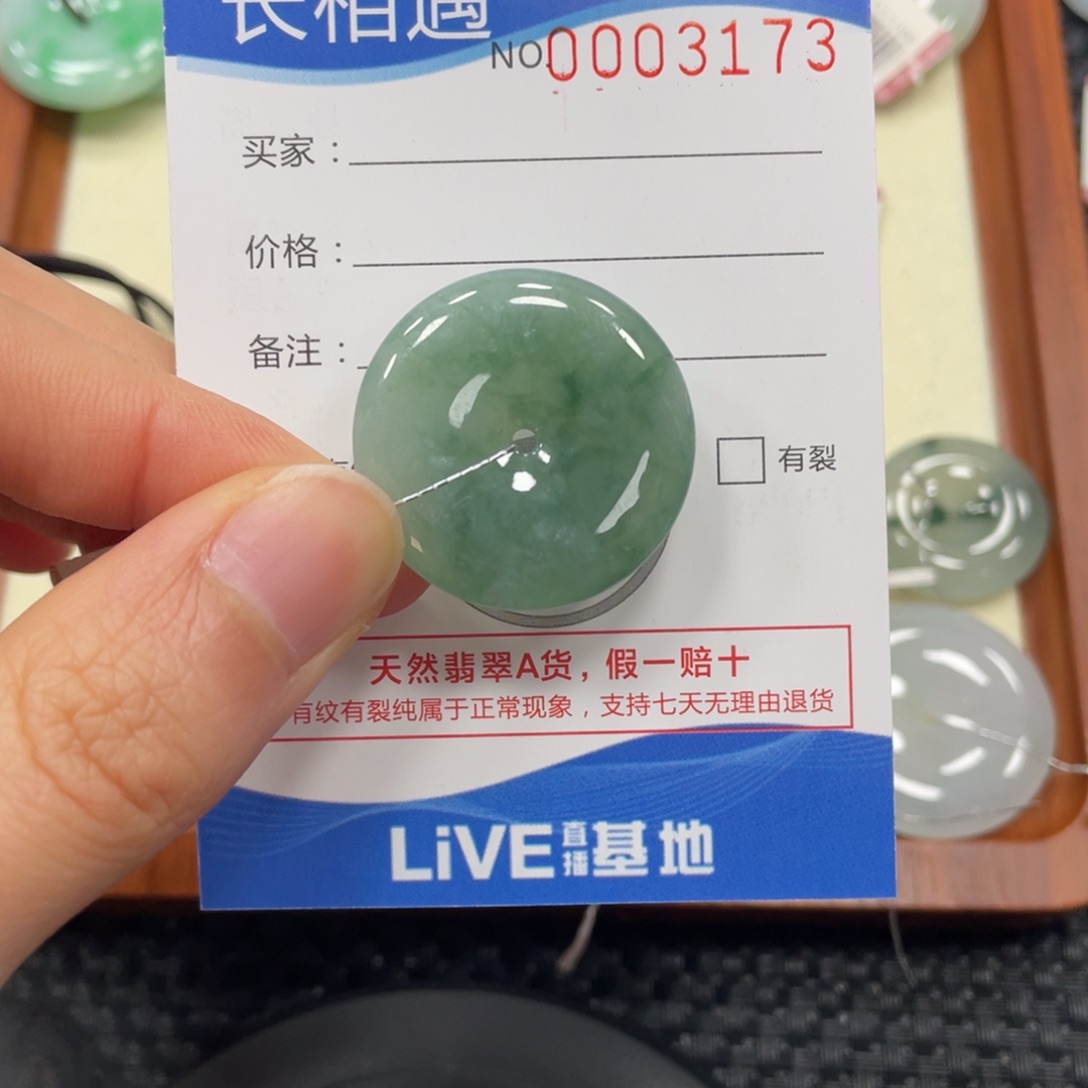 长相遇
NO.0003173
买家：
价格：
备注：
有裂
天然翡翠A货，假一赔十
有纹有裂纯属于正常现象，支持七天无理由退货
LiVE直播基地